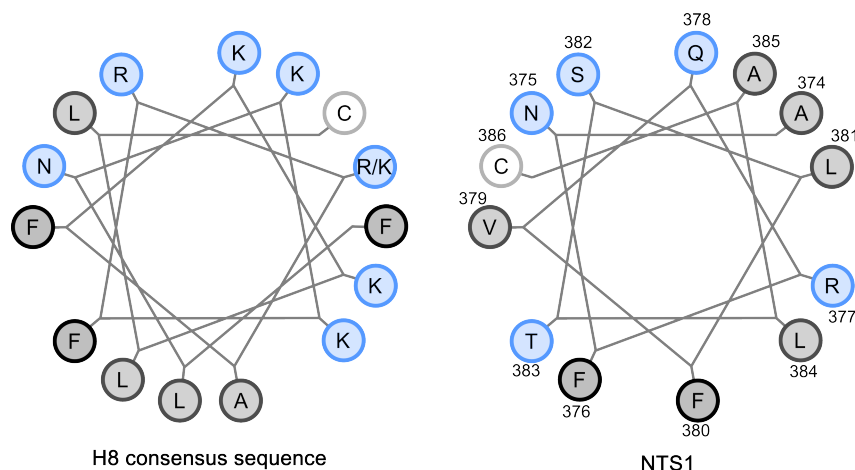 K
R
K
L
C
N
R/K
F
F
K
F
K
L
L
A
H8 consensus sequence
378
382
385
Q
S
A
375
374
N
A
386
381
C
L
379
V
R
377
T
L
383
384
F
F
376
380
NTS1